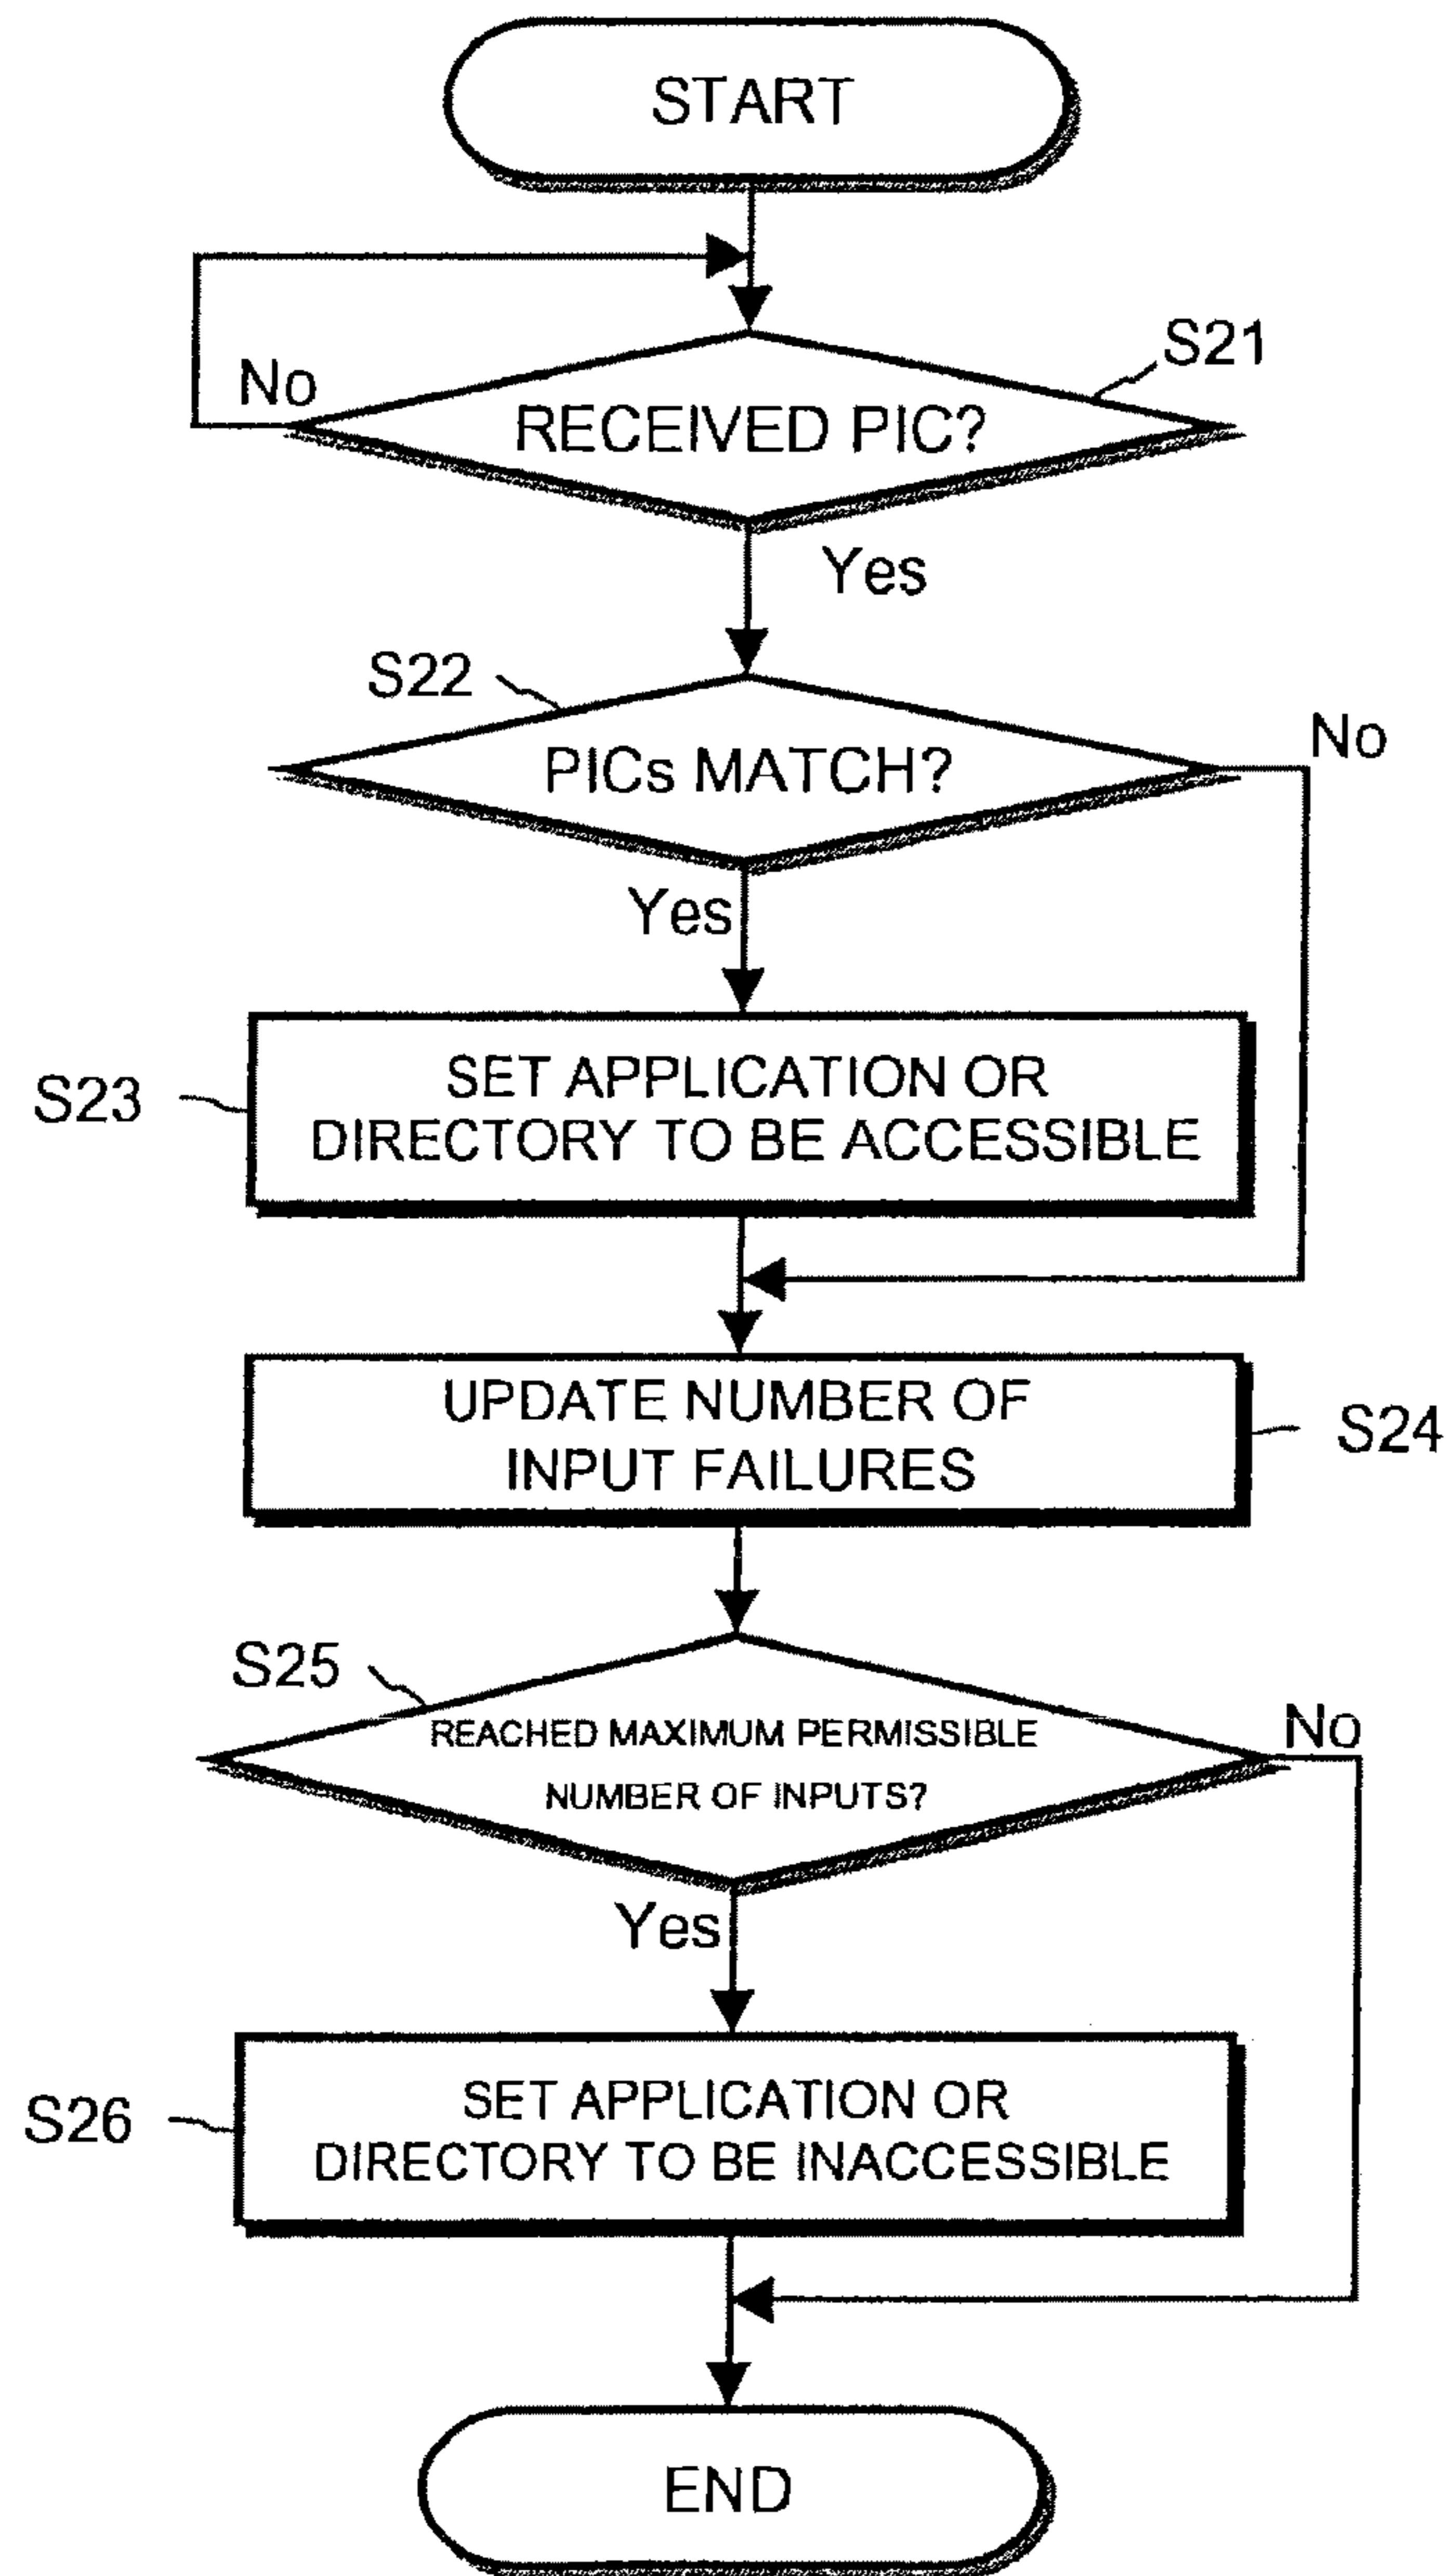 START
No
S21
RECEIVED PIC?
Yes
S22
No
PICs MATCH?
Yes
S23
SET APPLICATION OR
DIRECTORY TO BE ACCESSIBLE
UPDATE NUMBER OF
INPUT FAILURES
S24
S25
No
REACHED MAXIMUM PERMISSIBLE
NUMBER OF INPUTS?
Yes
S26
SET APPLICATION OR
DIRECTORY TO BE INACCESSIBLE
END